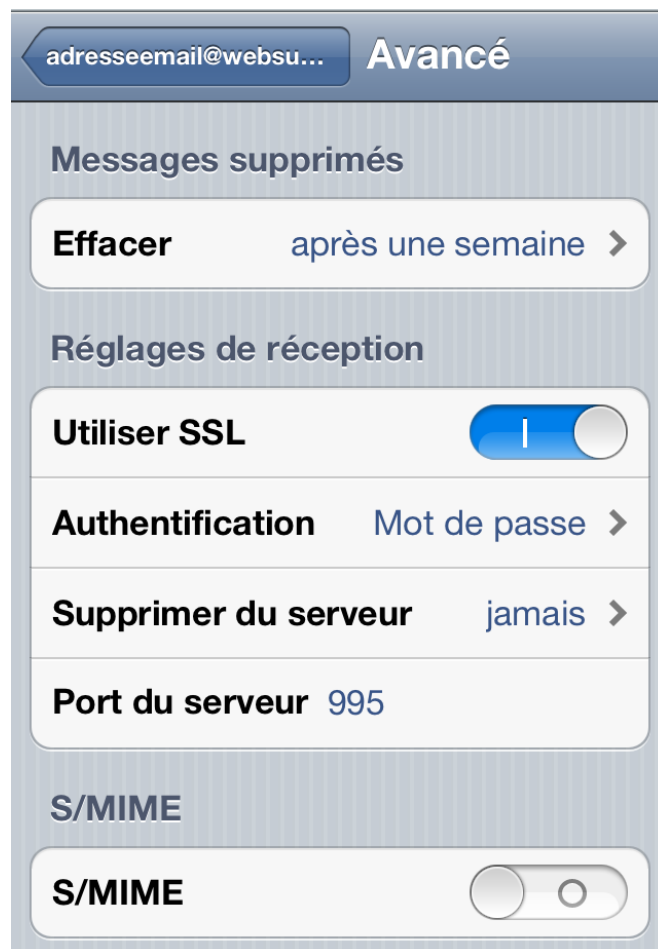 adresseemail@websu... Avancé
Messages supprimés
Effacer après une semaine
Réglages de réception
Utiliser SSL
Authentification Mot de passe
Supprimer du serveur jamais
Port du serveur 995
S/MIME
S/MIME